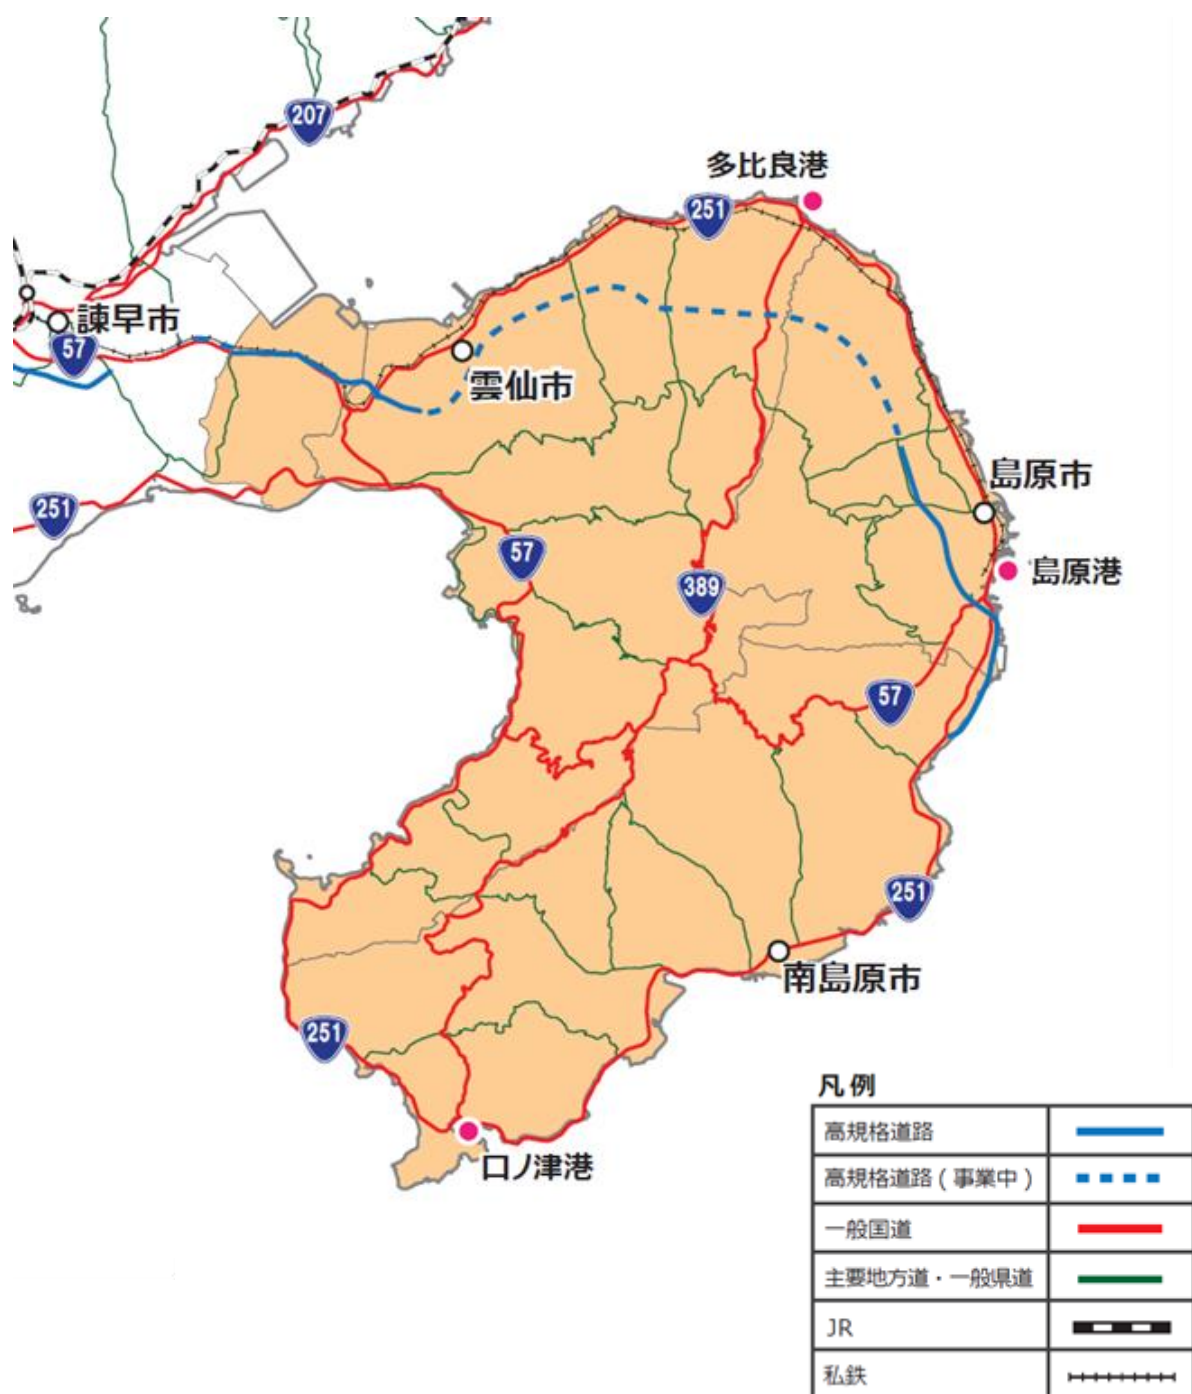 207
多比良港
251
諫早市
57
雲仙市
251
島原市
57
島原港
389
57
251
南島原市
251
口ノ津港
凡例
高規格道路
高規格道路(事業中)
一般国道
主要地方道・一般県道
JR
私鉄